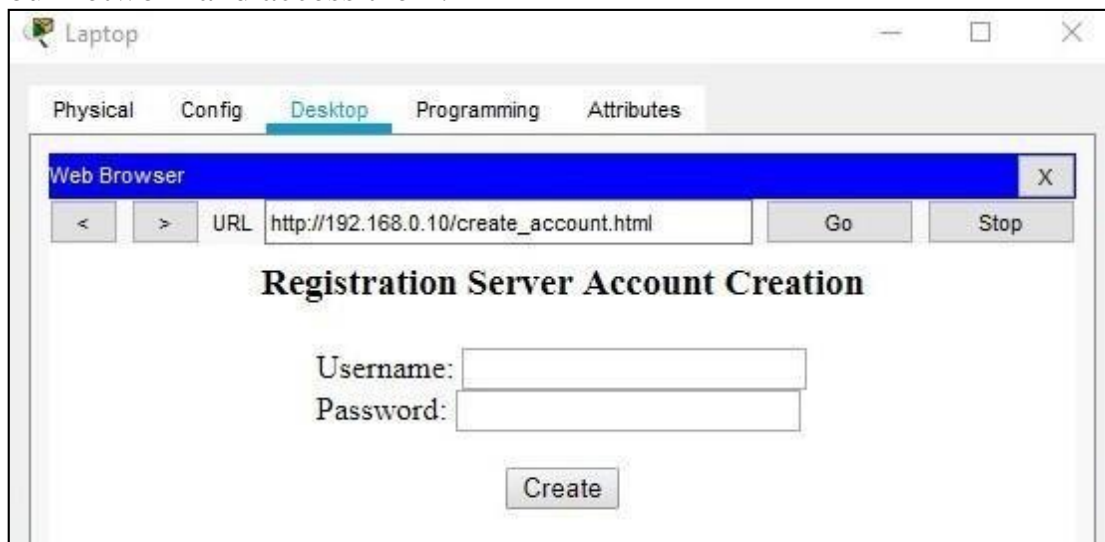 Laptop
Physical Config Desktop Programming Attributes
Web Browser X
< > URL http://192.168.0.10/create_account.html Go Stop
Registration Server Account Creation
Username:
Password:
Create